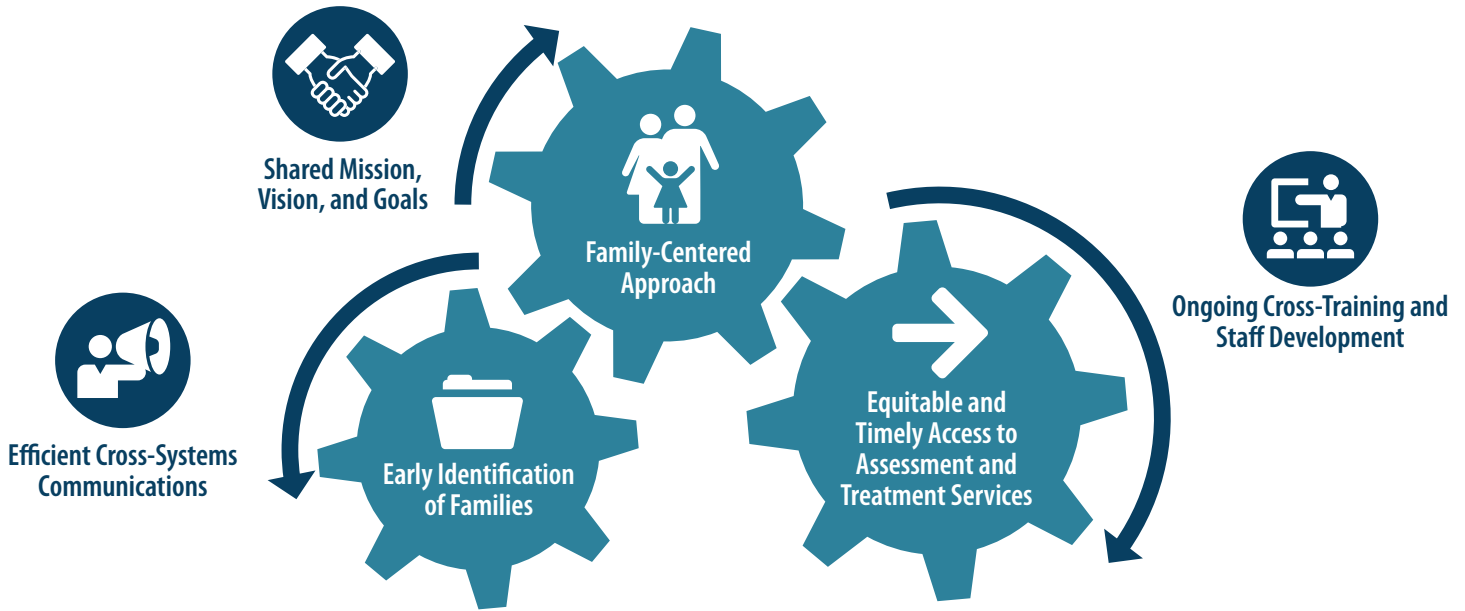 Shared Mission,
Vision, and Goals
Family-Centered
Approach
Ongoing Cross-Training and
Staff Development
Efficient Cross-Systems
Communications
Early Identification
of Families
Equitable and
Timely Access to
Assessment and
Treatment Services